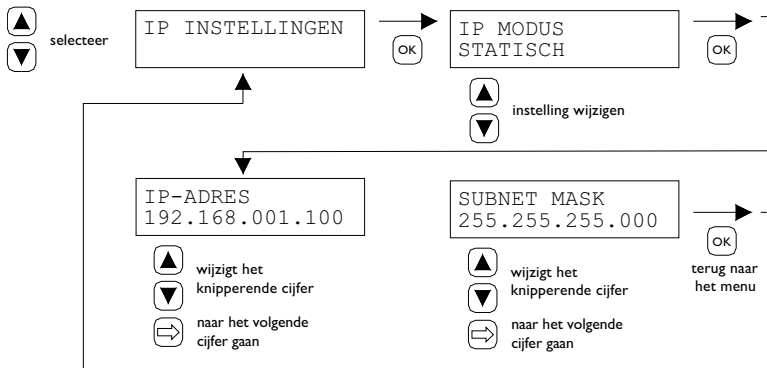 selecteer
IP INSTELLINGEN
OK
IP MODUS
STATISCH
OK
instelling wijzigen
IP-ADRES
192.168.001.100
wijzigt het
knipperende cijfer
naar het volgende
cijfer gaan
SUBNET MASK
255.255.255.000
wijzigt het
knipperende cijfer
naar het volgende
cijfer gaan
OK
terug naar
het menu